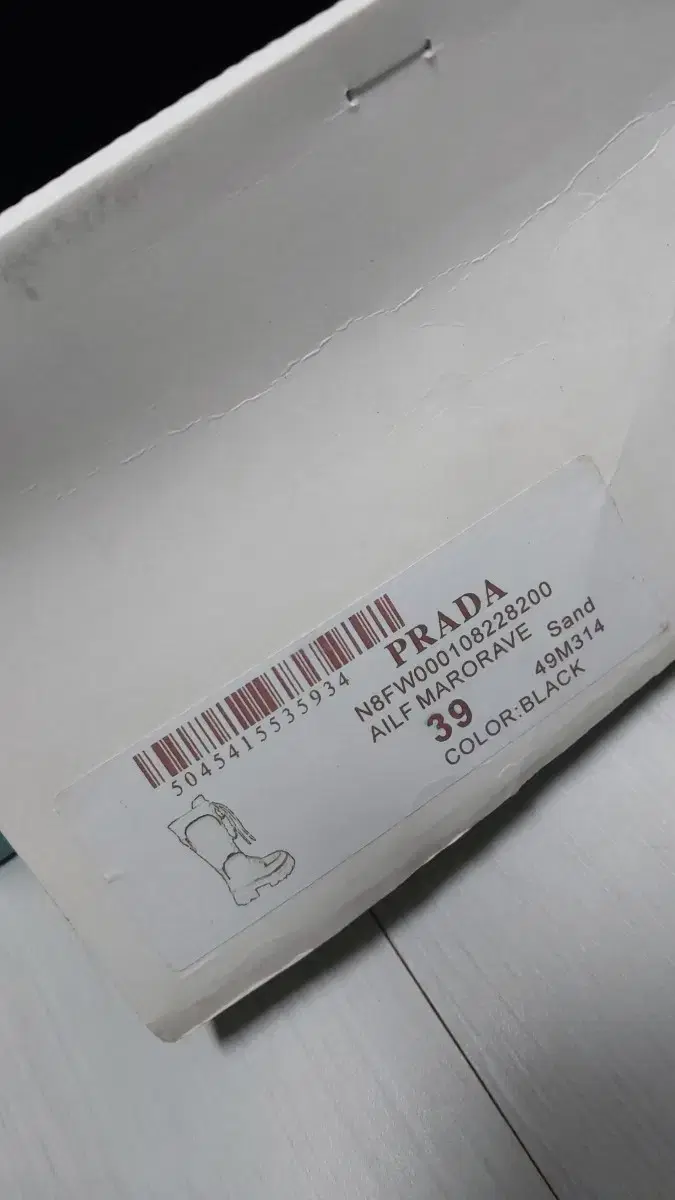 5045415535934
PRADA
N8FW000108228200
AILF MARORAVE Sand
39 49M314
COLOR:BLACK